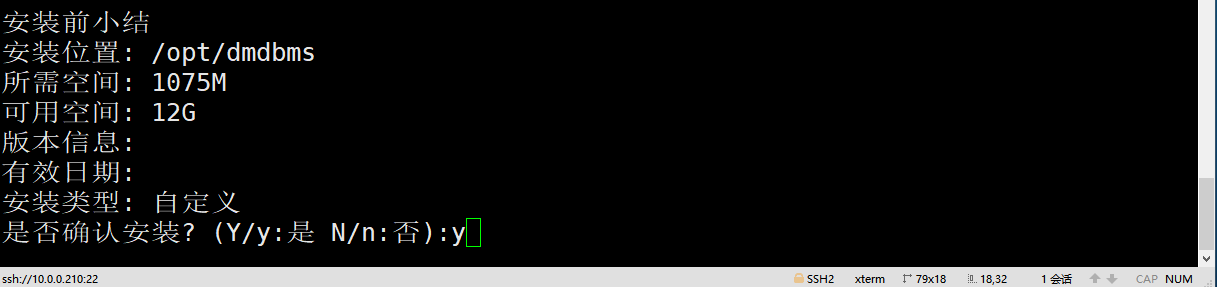 安装前小结
安装位置: /opt/dmdbms
所需空间: 1075M
可用空间: 12G
版本信息:
有效日期:
安装类型: 自定义
是否确认安装? (Y/y:是 N/n:否):y
ssh://10.0.0.210:22 SSH2 xterm 79x18 18,32 1 会话 CAP NUM